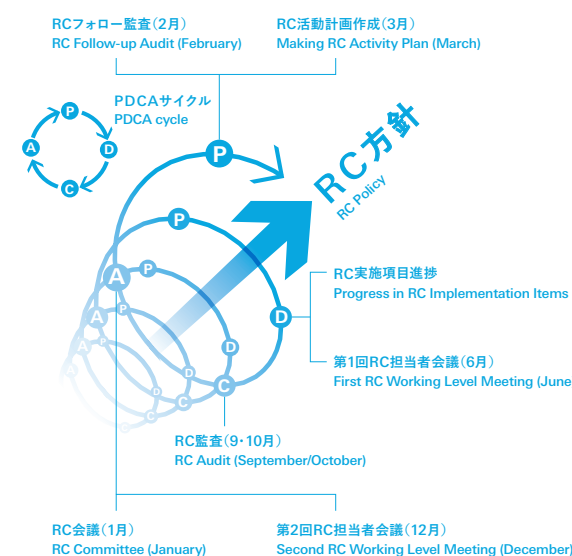 RCフォロー監査（2月）
RC Follow-up Audit (February)
RC活動計画作成（3月）
Making RC Activity Plan (March)
PDCAサイクル
PDCA cycle
P
A
D
C
P
RC方針
RC Policy
P
A
P
RC実施項目進捗
Progress in RC Implementation Items
A
P
D
A
P
D
第1回RC担当者会議（6月）
First RC Working Level Meeting (June
D
C
D
C
C
C
RC監査（9・10月）
RC Audit (September/October)
RC会議（1月）
RC Committee (January)
第2回RC担当者会議（12月）
Second RC Working Level Meeting (December)